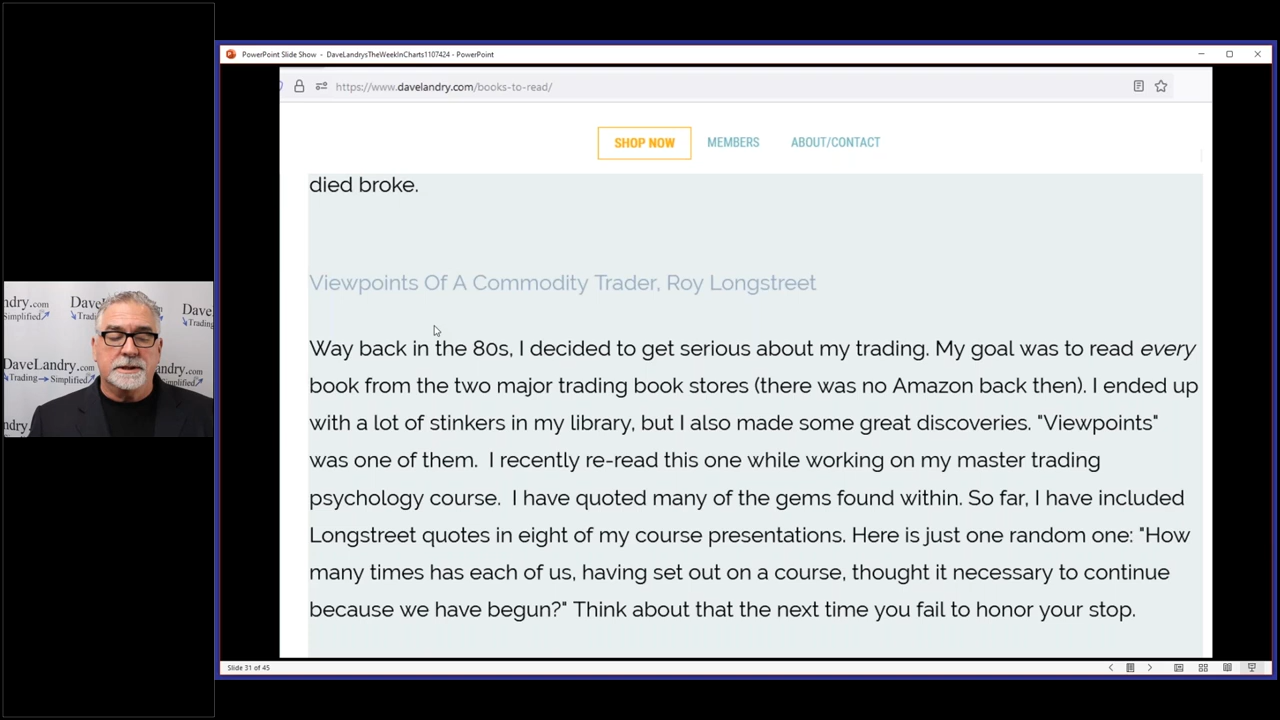 PowerPoint Slide Show - DaveLandrysTheWeekInCharts1107424 - PowerPoint
https://www.davelandry.com/books-to-read/
SHOP NOW MEMBERS ABOUT/CONTACT
died broke.
Viewpoints Of A Commodity Trader, Roy Longstreet
Way back in the 80s, I decided to get serious about my trading. My goal was to read every
book from the two major trading book stores (there was no Amazon back then). I ended up
with a lot of stinkers in my library, but I also made some great discoveries. "Viewpoints"
was one of them. I recently re-read this one while working on my master trading
psychology course. I have quoted many of the gems found within. So far, I have included
Longstreet quotes in eight of my course presentations. Here is just one random one: "How
many times has each of us, having set out on a course, thought it necessary to continue
because we have begun?" Think about that the next time you fail to honor your stop.
Slide 31 of 45
ndry.com
Simplified
DaveLandry.com
Trading Simplified